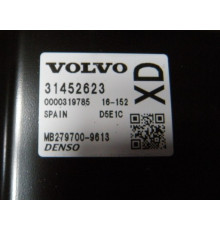 VOLVO
XD
31452623
0000319785 16-152
SPAIN D5E1C
MB279700-9613
DENSO